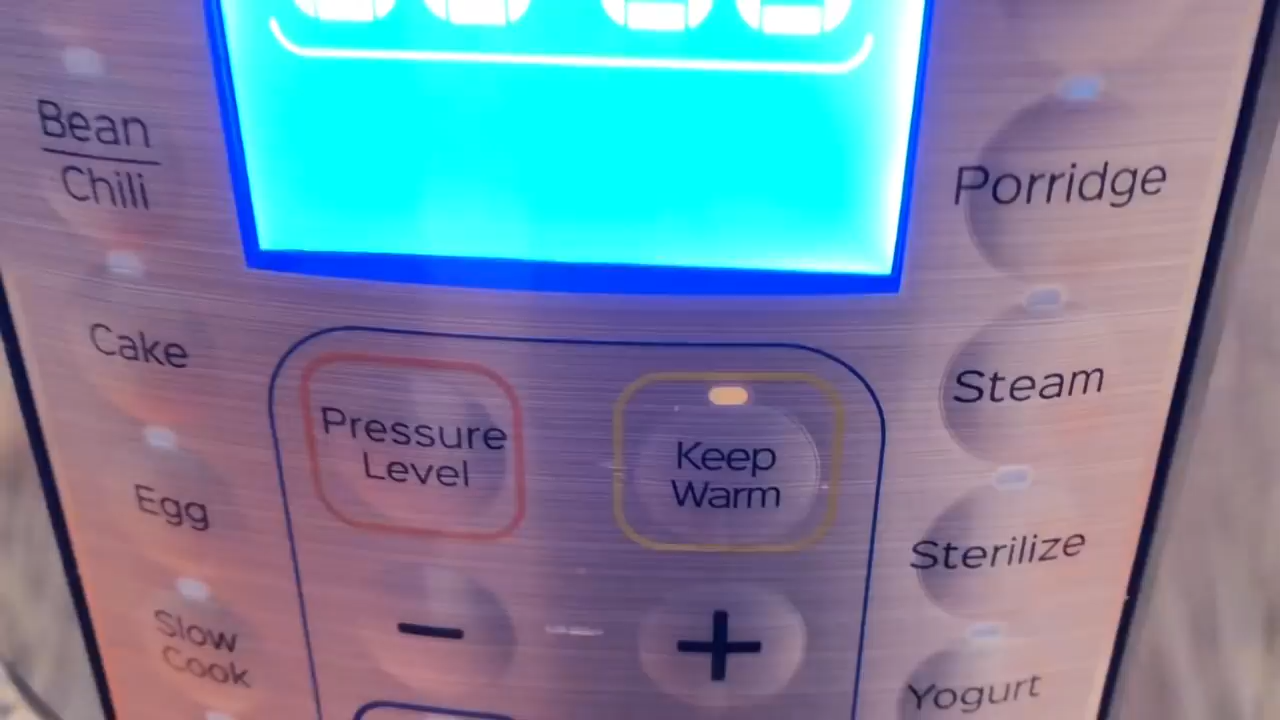 Bean
Chili
Cake
Egg
Slow
Cook
Pressure
Level
Keep
Warm
-
+
Porridge
Steam
Sterilize
Yogurt